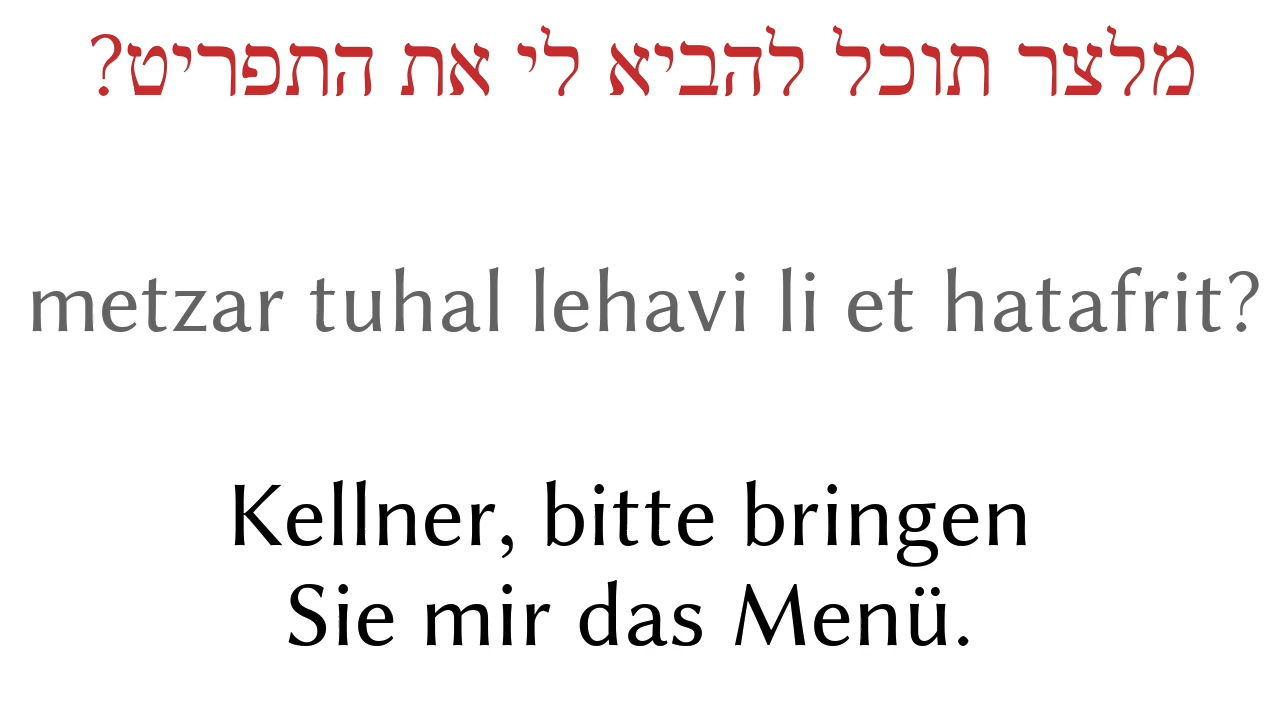 מלצר תוכל להביא לי את התפריט?
metzar tuhal lehavi li et hatafrit?
Kellner, bitte bringen
Sie mir das Menü.